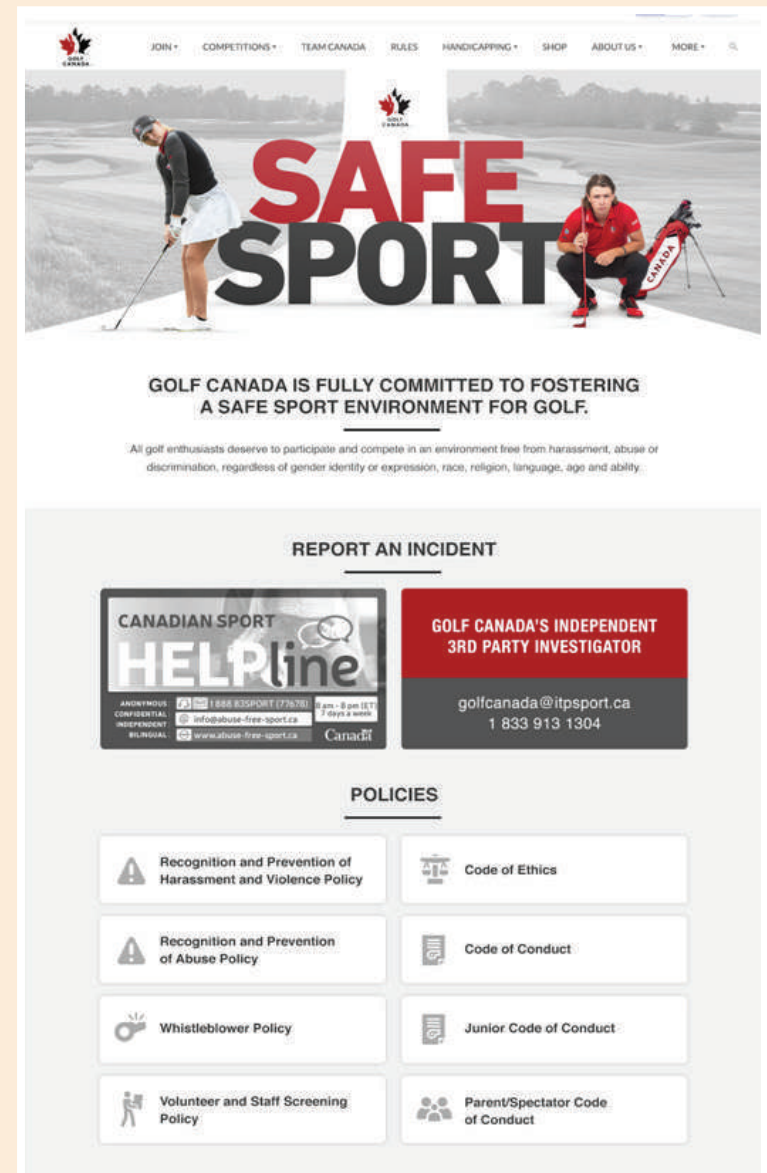 GOLF
CANADA
JOIN COMPETITIONS TEAM CANADA RULES HANDICAPPING SHOP ABOUT US MORE
GOLF
CANADA
SAFE
SPORT
CANADA
GOLF CANADA IS FULLY COMMITTED TO FOSTERING
A SAFE SPORT ENVIRONMENT FOR GOLF.
All golf enthusiasts deserve to participate and compete in an environment free from harassment, abuse or
discrimination, regardless of gender identity or expression, race, religion, language, age and ability.
REPORT AN INCIDENT
CANADIAN SPORT
HELPline
ANONYMOUS
CONFIDENTIAL
INDEPENDENT
BILINGUAL
1 888 83SPORT (77678)
info@abuse-free-sport.ca
www.abuse-free-sport.ca
8 am - 8 pm (ET)
7 days a week
Canada
GOLF CANADA'S INDEPENDENT
3RD PARTY INVESTIGATOR
golfcanada@itpsport.ca
1 833 913 1304
POLICIES
Recognition and Prevention of
Harassment and Violence Policy
Code of Ethics
Recognition and Prevention
of Abuse Policy
Code of Conduct
Whistleblower Policy
Junior Code of Conduct
Volunteer and Staff Screening
Policy
Parent/Spectator Code
of Conduct